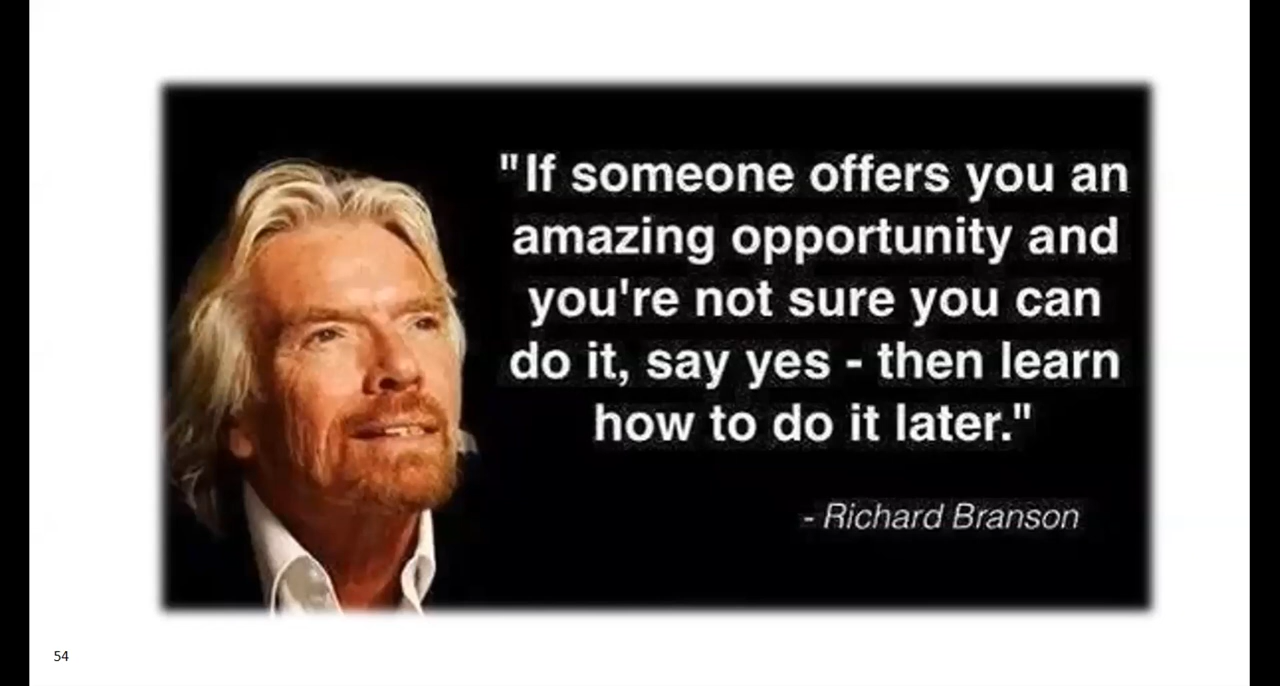 "If someone offers you an
amazing opportunity and
you're not sure you can
do it, say yes - then learn
how to do it later."
- Richard Branson
54